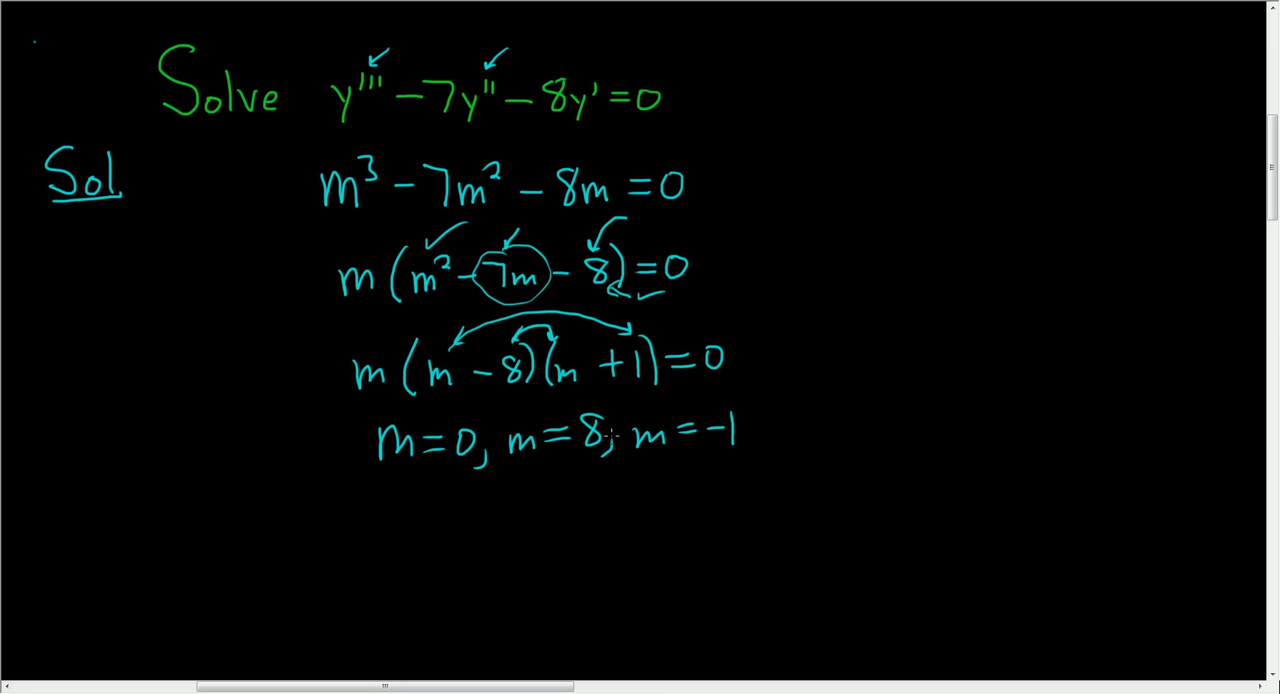 Solve y''' - 7y'' - 8y' = 0
Sol
m³ - 7m² - 8m = 0
m(m² - 7m - 8) = 0
m(m - 8)(m + 1) = 0
m = 0, m = 8, m = -1